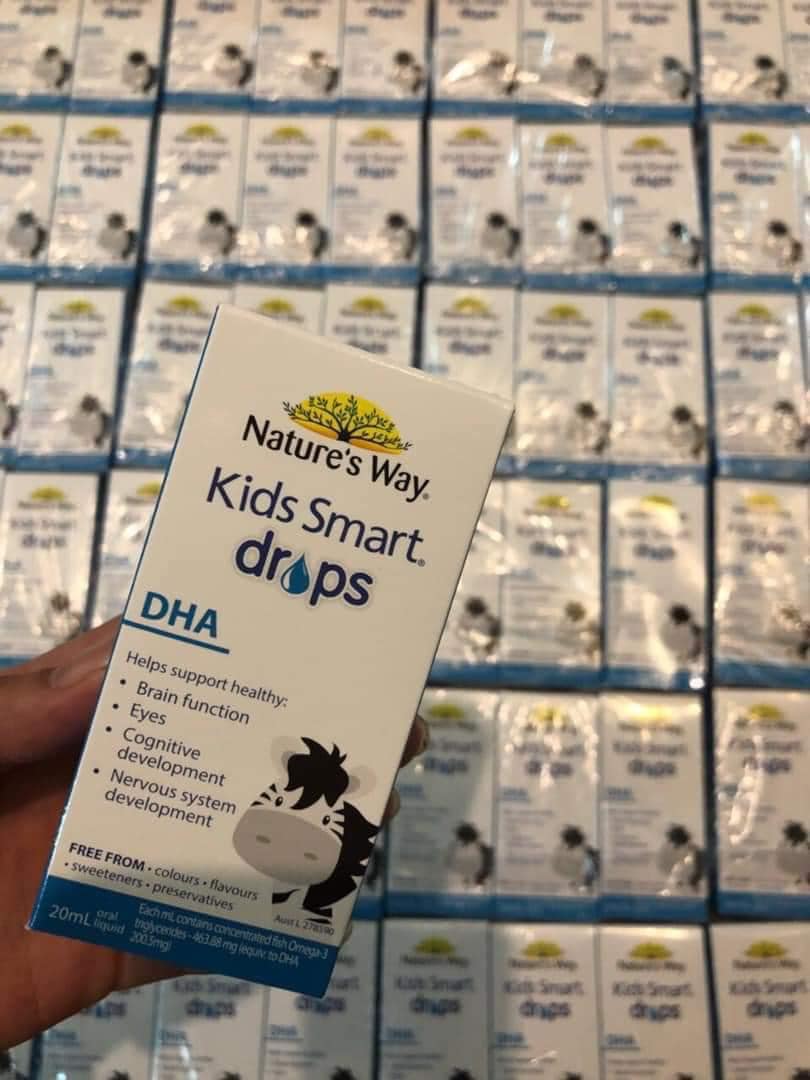 Nature's Way®
Kids Smart®
drops
DHA
Helps support healthy:
• Brain function
• Eyes
• Cognitive
development
• Nervous system
development
FREE FROM • colours • flavours
• sweeteners • preservatives
Aust L 278390
20mL oral
liquid
Each mL contains concentrated fish Omega-3
triglycerides - 463.88 mg (equiv. to DHA
200.5mg)